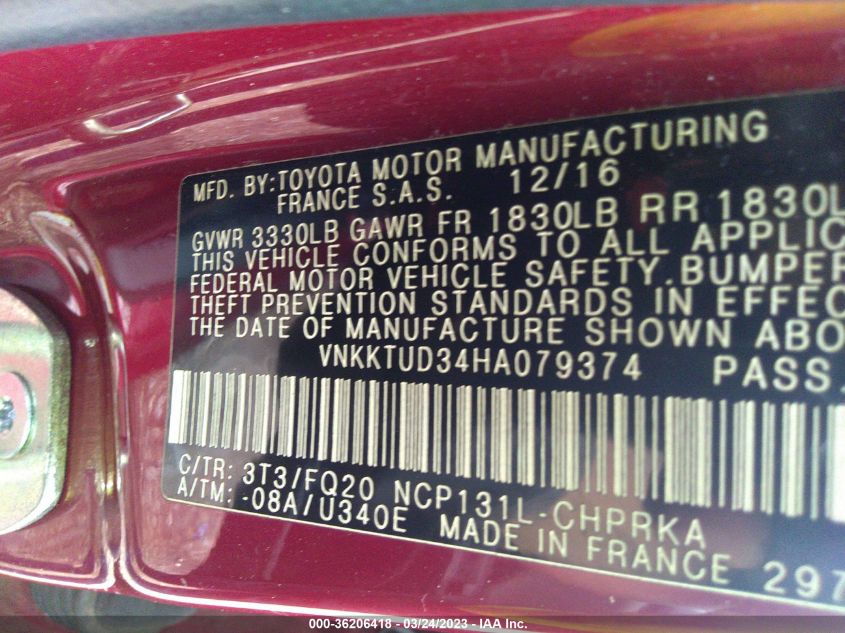 MFD. BY:TOYOTA MOTOR MANUFACTURING
FRANCE S.A.S. 12/16
GVWR 3330LB GAWR FR 1830LB RR 1830L
THIS VEHICLE CONFORMS TO ALL APPLIC
FEDERAL MOTOR VEHICLE SAFETY.BUMPER
THEFT PREVENTION STANDARDS IN EFFEC
THE DATE OF MANUFACTURE SHOWN ABO
VNKKTUD34HA079374 PASS.
C/TR: 3T3/FQ20 NCP131L-CHPRKA
A/TM: -08A/U340E MADE IN FRANCE 297
000-36206418 - 03/24/2023 - IAA Inc.